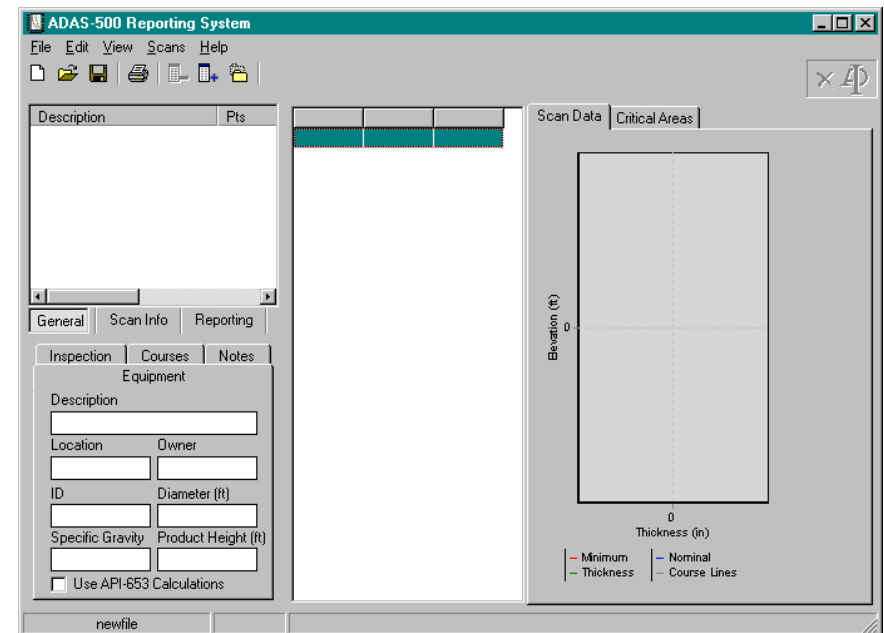 ADAS-500 Reporting System
File Edit View Scans Help
Description Pts
Scan Data Critical Areas
General Scan Info Reporting
Inspection Courses Notes
Equipment
Description
Location Owner
ID Diameter (ft)
Specific Gravity Product Height (ft)
Use API-653 Calculations
Elevation (ft)
0
0
Thickness (in)
Minimum Nominal
Thickness Course Lines
newfile